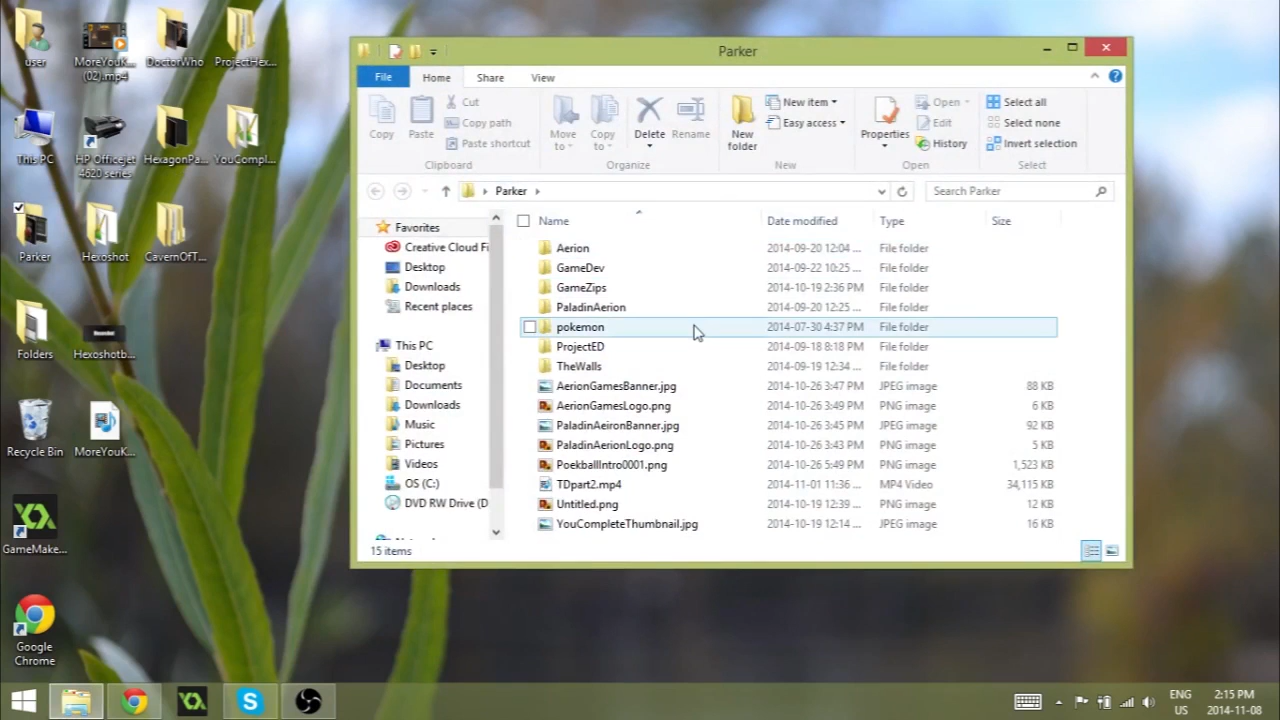 user
MoreYouK...
(02).mp4
DoctorWho
ProjectHex...
This PC
HP Officejet
4620 series
HexagonPa...
YouCompl...
Parker
Hexoshot
CavernOfT...
Folders
Hexoshotb...
Recycle Bin
MoreYouK...
GameMake...
Google
Chrome
Parker
File
Home
Share
View
Copy
Paste
Cut
Copy path
Paste shortcut
Clipboard
Move
to
Copy
to
Delete
Rename
Organize
New
folder
New item
Easy access
New
Properties
Open
Edit
History
Open
Select all
Select none
Invert selection
Select
Parker
Search Parker
Favorites
Creative Cloud Fi
Desktop
Downloads
Recent places
This PC
Desktop
Documents
Downloads
Music
Pictures
Videos
OS (C:)
DVD RW Drive (D
Name Date modified Type Size
Aerion 2014-09-20 12:04 ... File folder
GameDev 2014-09-22 10:25 ... File folder
GameZips 2014-10-19 2:36 PM File folder
PaladinAerion 2014-09-20 12:25 ... File folder
pokemon 2014-07-30 4:37 PM File folder
ProjectED 2014-09-18 8:18 PM File folder
TheWalls 2014-09-19 12:34 ... File folder
AerionGamesBanner.jpg 2014-10-26 3:47 PM JPEG image 88 KB
AerionGamesLogo.png 2014-10-26 3:49 PM PNG image 6 KB
PaladinAeironBanner.jpg 2014-10-26 3:45 PM JPEG image 92 KB
PaladinAerionLogo.png 2014-10-26 3:43 PM PNG image 5 KB
PoekballIntro0001.png 2014-10-26 5:49 PM PNG image 1,523 KB
TDpart2.mp4 2014-11-01 11:36 ... MP4 Video 34,115 KB
Untitled.png 2014-10-19 12:39 ... PNG image 12 KB
YouCompleteThumbnail.jpg 2014-10-19 12:14 ... JPEG image 16 KB
15 items
ENG
US
2:15 PM
2014-11-08